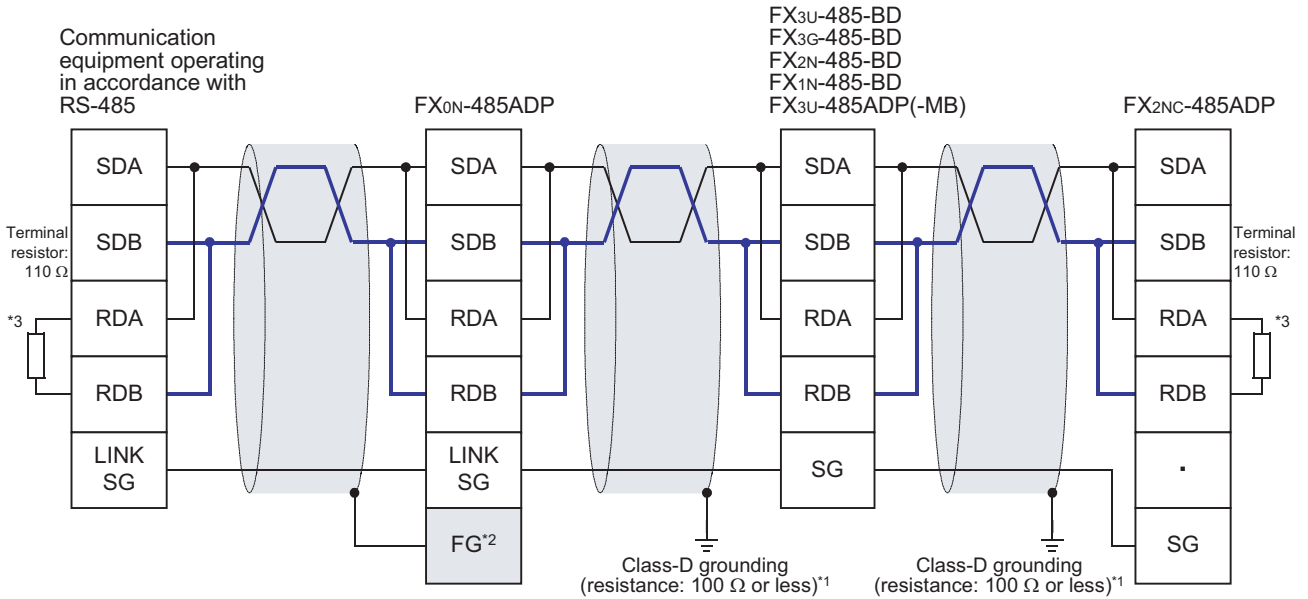 Communication
equipment operating
in accordance with
RS-485
FX0N-485ADP
FX3U-485-BD
FX3G-485-BD
FX2N-485-BD
FX1N-485-BD
FX3U-485ADP(-MB)
FX2NC-485ADP
Terminal
resistor:
110 Ω
*3
SDA
SDB
RDA
RDB
LINK
SG
SDA
SDB
RDA
RDB
LINK
SG
FG*2
SDA
SDB
RDA
RDB
SG
SDA
SDB
RDA
RDB
.
SG
Terminal
resistor:
110 Ω
*3
Class-D grounding
(resistance: 100 Ω or less)*1
Class-D grounding
(resistance: 100 Ω or less)*1